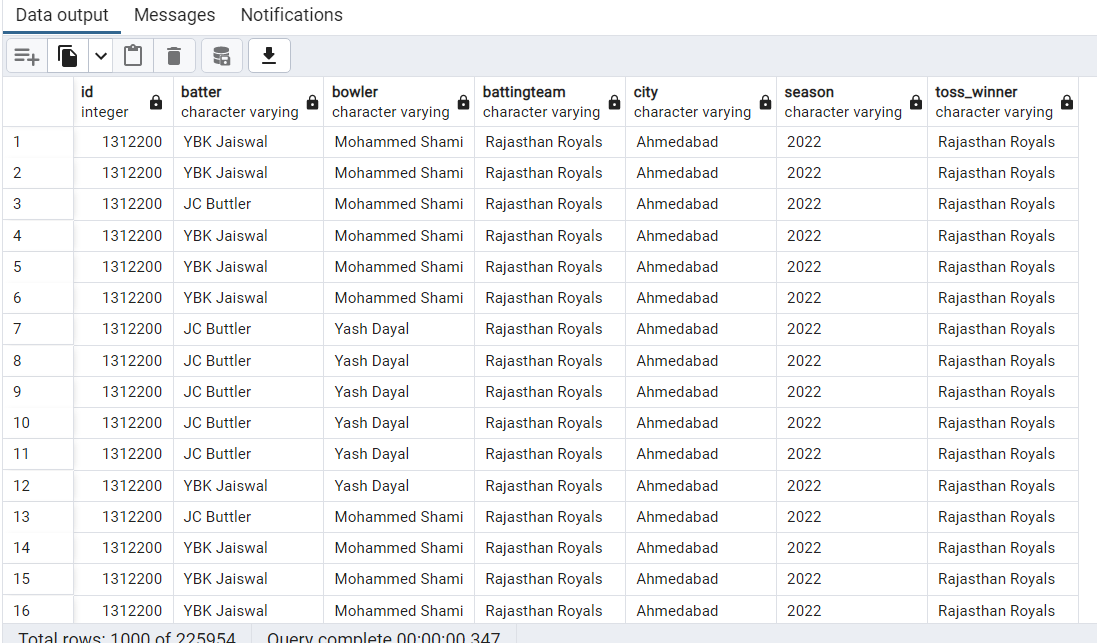 Data output Messages Notifications
id batter bowler battingteam city season toss_winner
integer character varying character varying character varying character varying character varying character varying
1 1312200 YBK Jaiswal Mohammed Shami Rajasthan Royals Ahmedabad 2022 Rajasthan Royals
2 1312200 YBK Jaiswal Mohammed Shami Rajasthan Royals Ahmedabad 2022 Rajasthan Royals
3 1312200 JC Buttler Mohammed Shami Rajasthan Royals Ahmedabad 2022 Rajasthan Royals
4 1312200 YBK Jaiswal Mohammed Shami Rajasthan Royals Ahmedabad 2022 Rajasthan Royals
5 1312200 YBK Jaiswal Mohammed Shami Rajasthan Royals Ahmedabad 2022 Rajasthan Royals
6 1312200 YBK Jaiswal Mohammed Shami Rajasthan Royals Ahmedabad 2022 Rajasthan Royals
7 1312200 JC Buttler Yash Dayal Rajasthan Royals Ahmedabad 2022 Rajasthan Royals
8 1312200 JC Buttler Yash Dayal Rajasthan Royals Ahmedabad 2022 Rajasthan Royals
9 1312200 JC Buttler Yash Dayal Rajasthan Royals Ahmedabad 2022 Rajasthan Royals
10 1312200 JC Buttler Yash Dayal Rajasthan Royals Ahmedabad 2022 Rajasthan Royals
11 1312200 JC Buttler Yash Dayal Rajasthan Royals Ahmedabad 2022 Rajasthan Royals
12 1312200 YBK Jaiswal Yash Dayal Rajasthan Royals Ahmedabad 2022 Rajasthan Royals
13 1312200 JC Buttler Mohammed Shami Rajasthan Royals Ahmedabad 2022 Rajasthan Royals
14 1312200 YBK Jaiswal Mohammed Shami Rajasthan Royals Ahmedabad 2022 Rajasthan Royals
15 1312200 YBK Jaiswal Mohammed Shami Rajasthan Royals Ahmedabad 2022 Rajasthan Royals
16 1312200 YBK Jaiswal Mohammed Shami Rajasthan Royals Ahmedabad 2022 Rajasthan Royals
Total rows: 1000 of 225954 Query complete 00:00:00.347